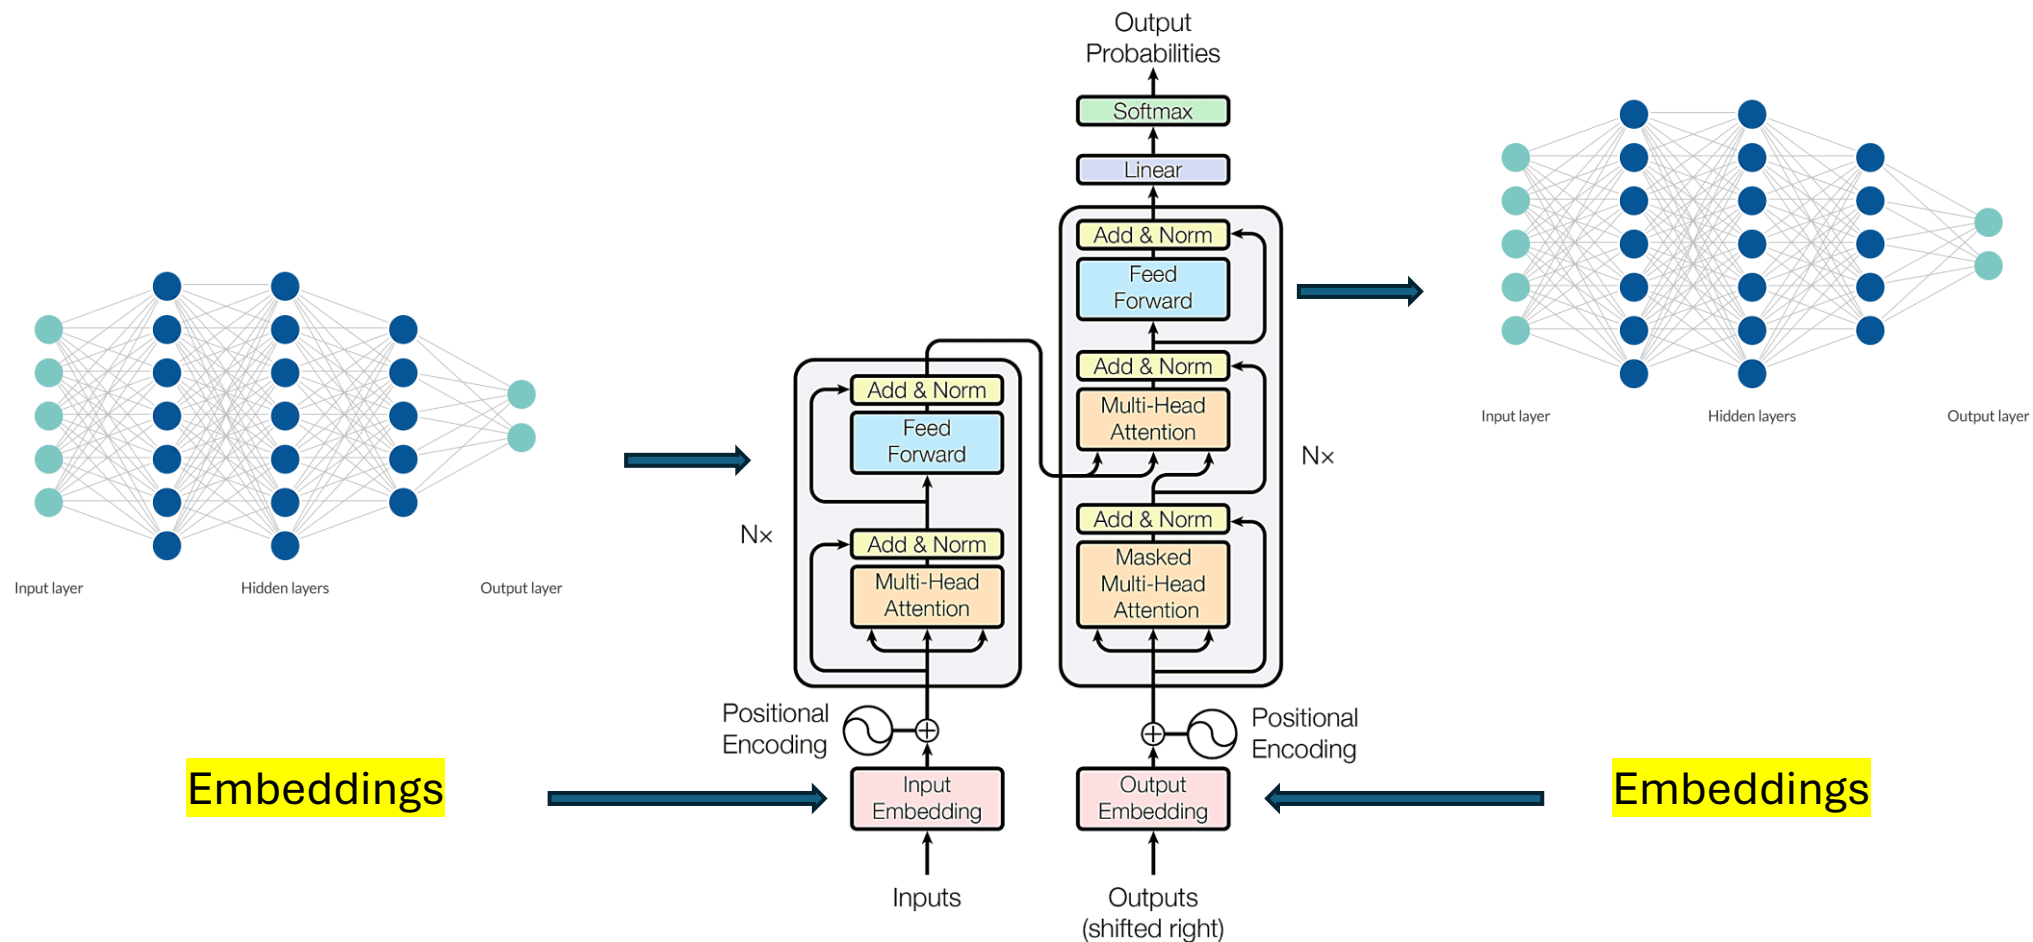 Output
Probabilities
Softmax
Linear
Add & Norm
Feed
Forward
Add & Norm
Multi-Head
Attention
Nx
Add & Norm
Masked
Multi-Head
Attention
Add & Norm
Feed
Forward
Nx
Add & Norm
Multi-Head
Attention
Positional
Encoding
Positional
Encoding
Input
Embedding
Output
Embedding
Inputs
Outputs
(shifted right)
Input layer
Hidden layers
Output layer
Input layer
Hidden layers
Output layer
Embeddings
Embeddings